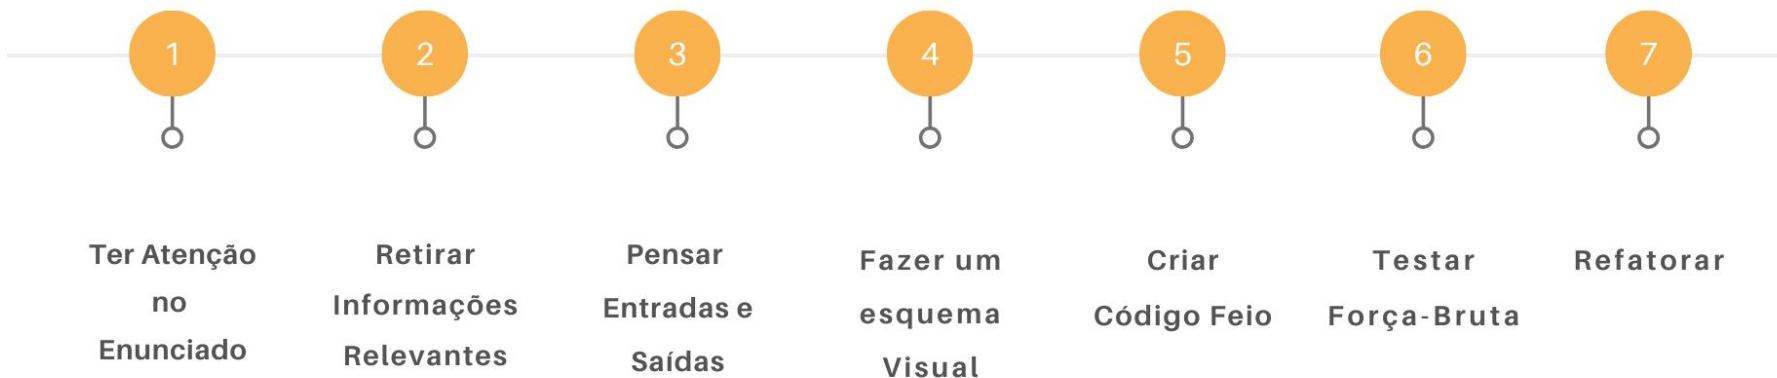 1
2
3
4
5
6
7
Ter Atenção
no
Enunciado
Retirar
Informações
Relevantes
Pensar
Entradas e
Saídas
Fazer um
esquema
Visual
Criar
Código Feio
Testar
Força-Bruta
Refatorar